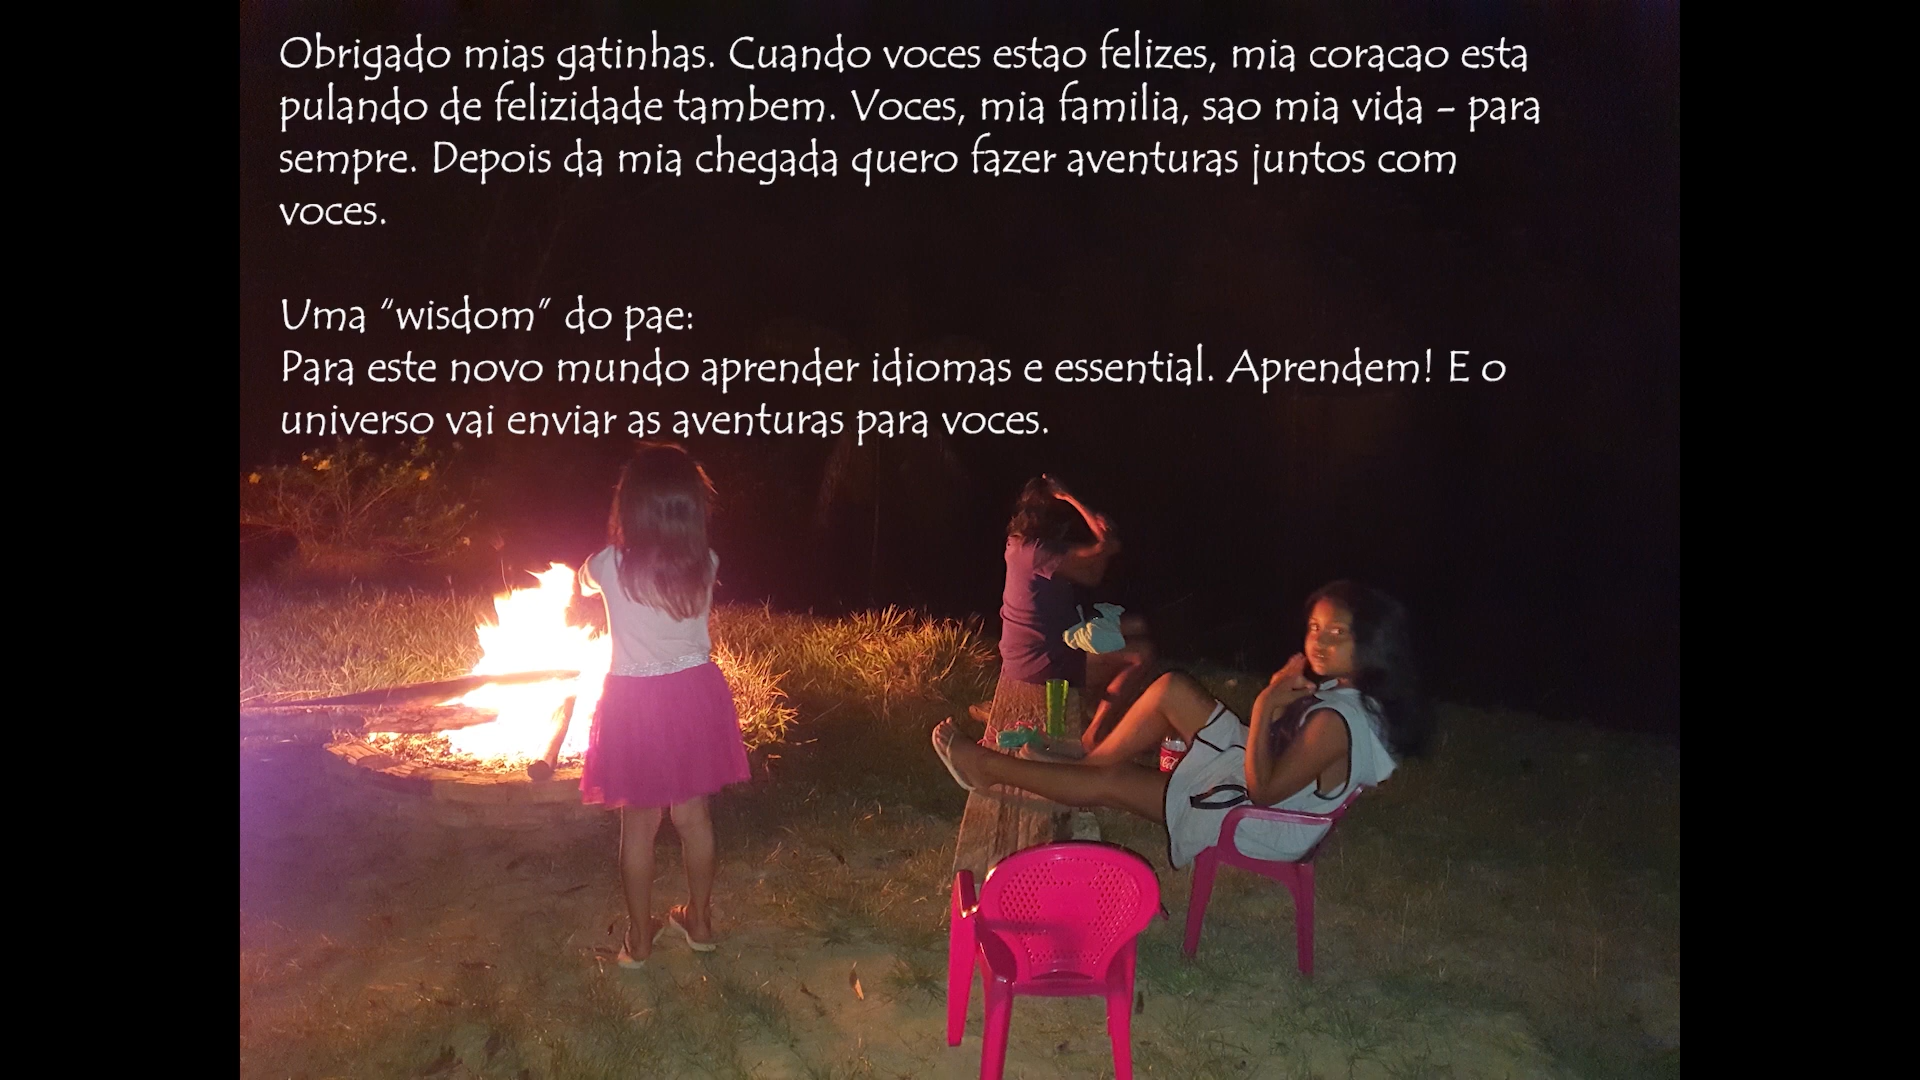 Obrigado mias gatinhas. Cuando voces estao felizes, mia coracao esta
pulando de felizidade tambem. Voces, mia familia, sao mia vida - para
sempre. Depois da mia chegada quero fazer aventuras juntos com
voces.
Uma “wisdom” do pae:
Para este novo mundo aprender idiomas e essential. Aprendem! E o
universo vai enviar as aventuras para voces.